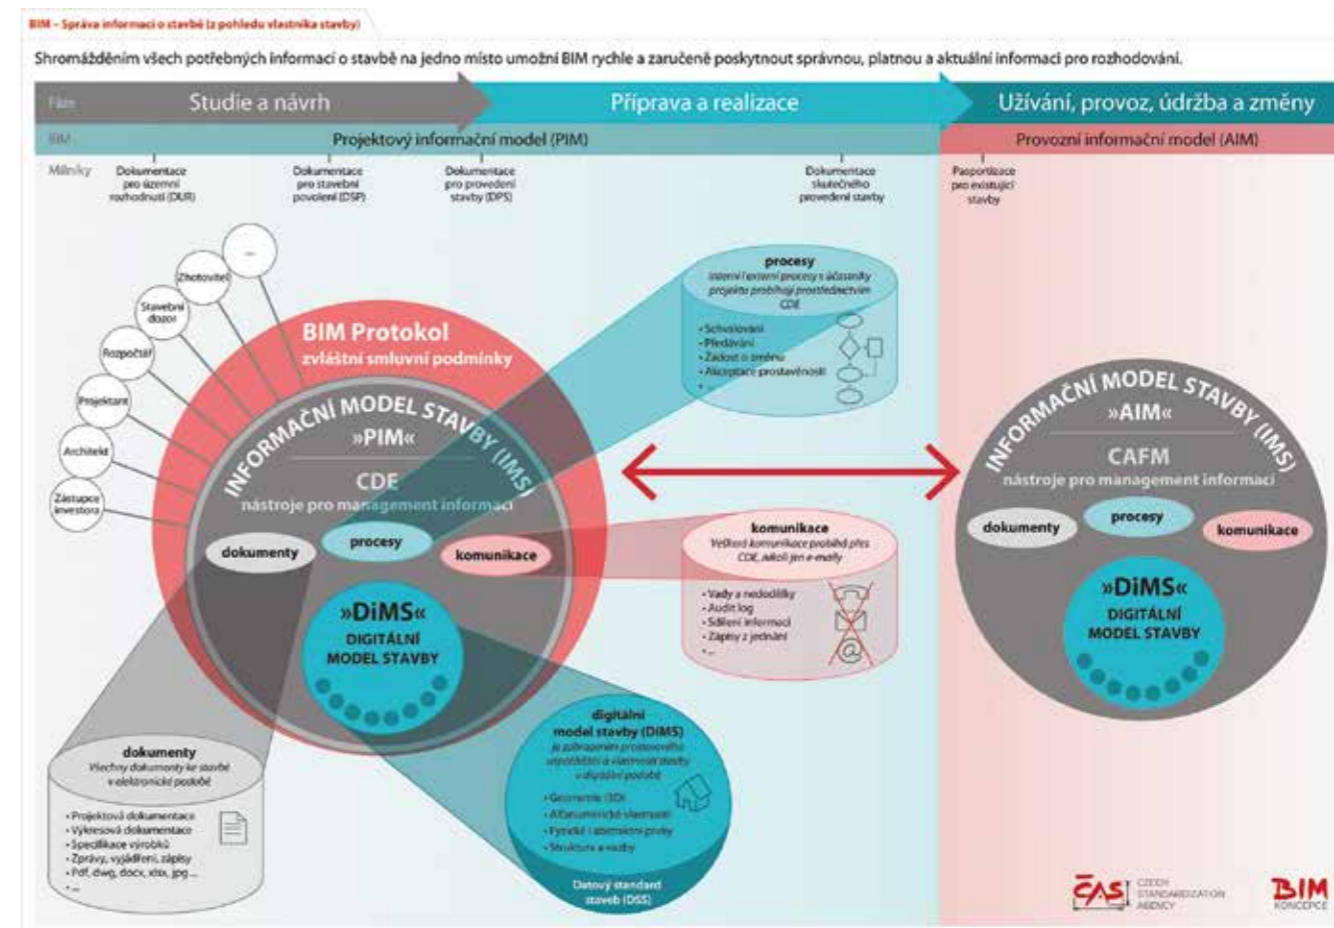 BIM – Správa informací o stavbě (z pohledu vlastníka stavby)
Shromážděním všech potřebných informací o stavbě na jedno místo umožní BIM rychle a zaručeně poskytnout správnou, platnou a aktuální informaci pro rozhodování.
Fáze
Studie a návrh
Příprava a realizace
Užívání, provoz, údržba a změny
BIM
Projektový informační model (PIM)
Provozní informační model (AIM)
Milníky
Dokumentace
pro územní
rozhodnutí (DUR)
Dokumentace
pro stavební
povolení (DSP)
Dokumentace
pro provedení
stavby (DPS)
Dokumentace
skutečného
provedení stavby
Pasportizace
pro existující
stavby
...
Zhotovitel
Stavební
dozor
Rozpočtář
Projektant
Architekt
Zástupce
investora
BIM Protokol
zvláštní smluvní podmínky
INFORMAČNÍ MODEL STAVBY (IMS)
»PIM«
CDE
nástroje pro management informací
dokumenty
procesy
komunikace
»DiMS«
DIGITÁLNÍ
MODEL STAVBY
procesy
Interní i externí procesy s účastníky
projektu probíhají prostřednictvím
CDE
• Schvalování
• Předávání
• Žádost o změnu
• Akceptace prostavěnosti
• ...
komunikace
Veškerá komunikace probíhá přes
CDE, nikoli jen e-maily
• Vady a nedodělky
• Audit log
• Sdílení informací
• Zápisy z jednání
• ...
@
dokumenty
Všechny dokumenty ke stavbě
v elektronické podobě
• Projektová dokumentace
• Výkresová dokumentace
• Specifikace výrobků
• Zprávy, vyjádření, zápisy
• Pdf, dwg, docx, xlsx, jpg ...
• ...
digitální
model stavby (DiMS)
je zobrazením prostorového
uspořádání a vlastností stavby
v digitální podobě
• Geometrie (3D)
• Alfanumerické vlastnosti
• Fyzické i abstraktní prvky
• Struktura a vazby
Datový standard
staveb (DSS)
INFORMAČNÍ MODEL STAVBY (IMS)
»AIM«
CAFM
nástroje pro management informací
dokumenty
procesy
komunikace
»DiMS«
DIGITÁLNÍ
MODEL STAVBY
ČAS
CZECH
STANDARDIZATION
AGENCY
BIM
KONCEPCE